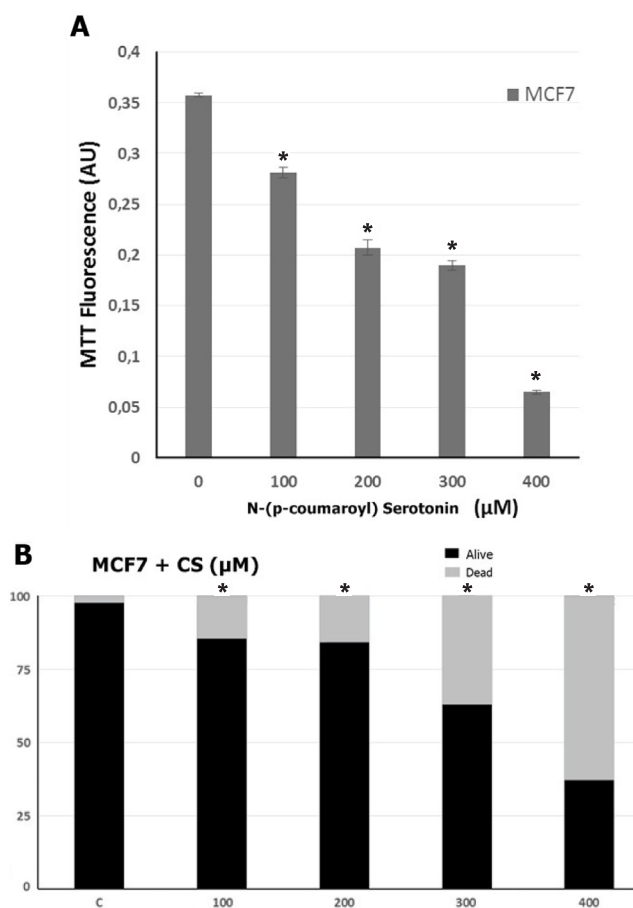 A
0,4
0,35
0,3
0,25
0,2
0,15
0,1
0,05
0
MTT Fluorescence (AU)
MCF7
*
*
*
*
0 100 200 300 400
N-(p-coumaroyl) Serotonin (µM)
B
MCF7 + CS (µM)
Alive
Dead
* * * *
100
75
50
25
0
C 100 200 300 400